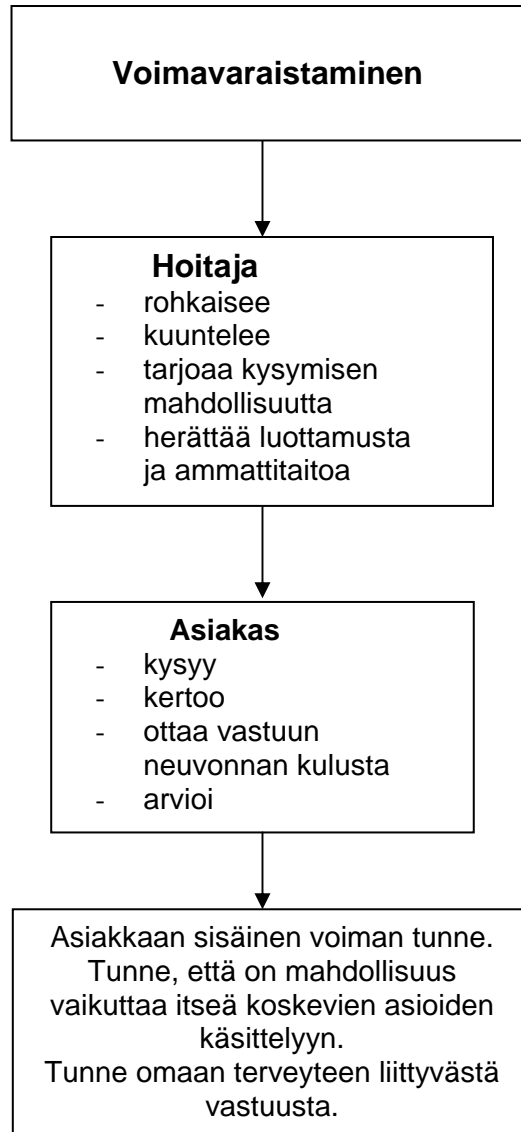 Voimavaraistaminen
Hoitaja
- rohkaisee
- kuuntelee
- tarjoaa kysymisen
mahdollisuutta
- herättää luottamusta
ja ammattitaitoa
Asiakas
- kysyy
- kertoo
- ottaa vastuun
neuvonnan kulusta
- arvioi
Asiakkaan sisäinen voiman tunne.
Tunne, että on mahdollisuus
vaikuttaa itseä koskevien asioiden
käsittelyyn.
Tunne omaan terveyteen liittyvästä
vastuusta.